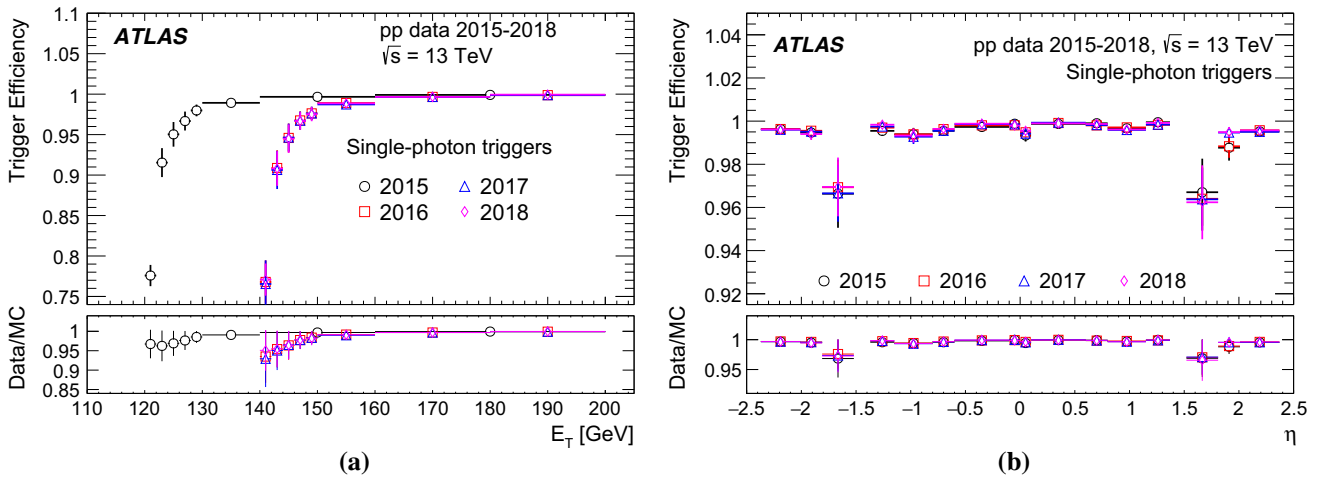 ATLAS
pp data 2015-2018
√s = 13 TeV
Single-photon triggers
2015
2017
2016
2018
Trigger Efficiency
1.1
1.05
1
0.95
0.9
0.85
0.8
0.75
Data/MC
1
0.95
0.9
0.85
110 120 130 140 150 160 170 180 190 200
E_T [GeV]
(a)
ATLAS
pp data 2015-2018, √s = 13 TeV
Single-photon triggers
2015 2016 2017 2018
Trigger Efficiency
1.04
1.02
1
0.98
0.96
0.94
0.92
Data/MC
1
0.95
−2.5 −2 −1.5 −1 −0.5 0 0.5 1 1.5 2 2.5
η
(b)